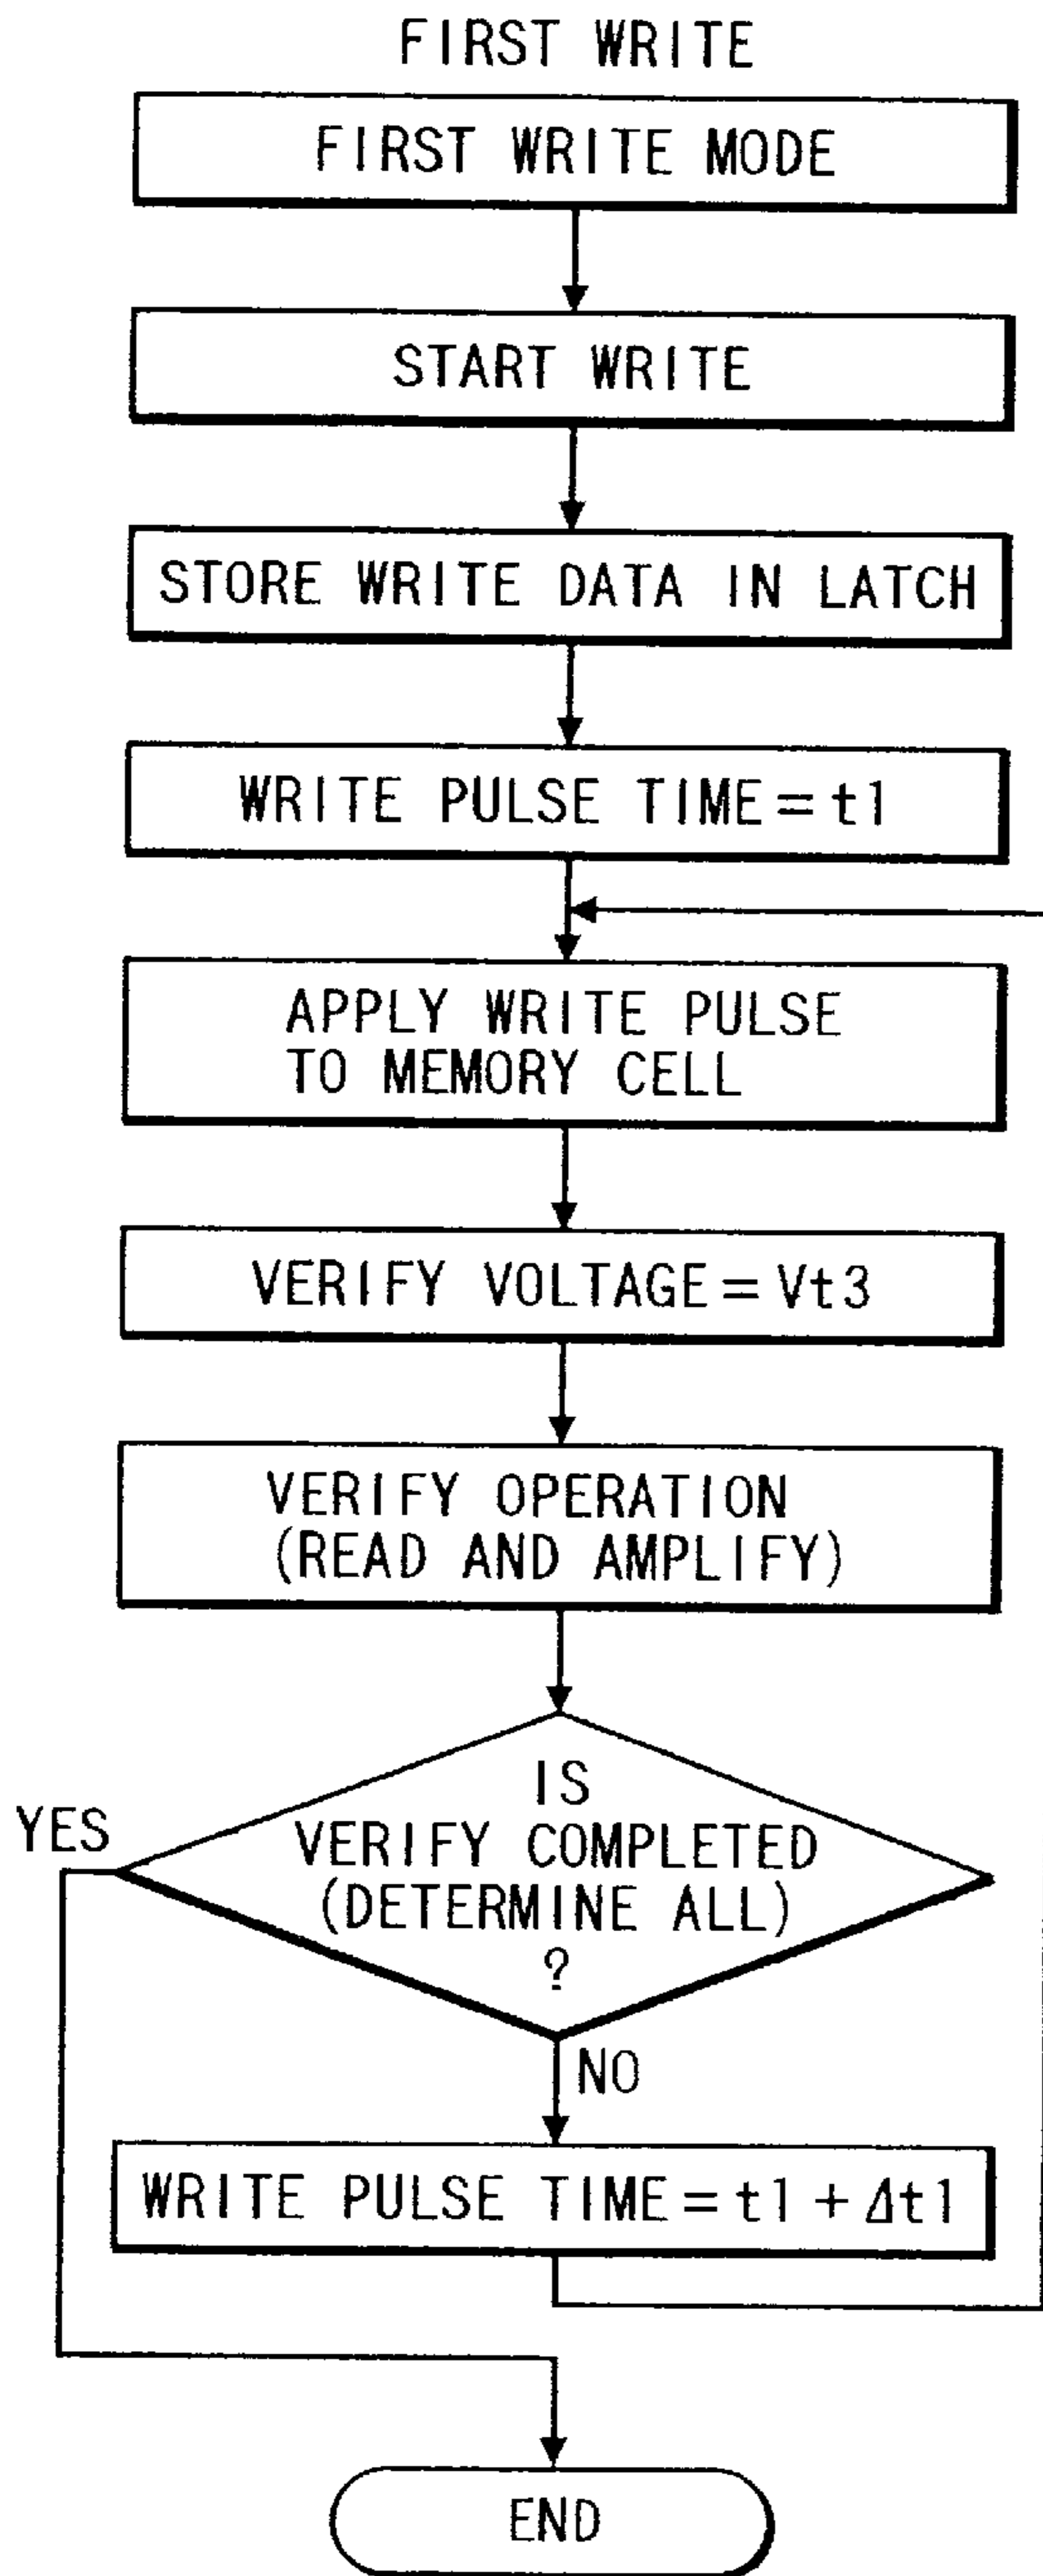 FIRST WRITE
FIRST WRITE MODE
START WRITE
STORE WRITE DATA IN LATCH
WRITE PULSE TIME = t1
APPLY WRITE PULSE
TO MEMORY CELL
VERIFY VOLTAGE = Vt3
VERIFY OPERATION
(READ AND AMPLIFY)
IS
YES
VERIFY COMPLETED
(DETERMINE ALL)
?
NO
WRITE PULSE TIME = t1 + Δt1
END